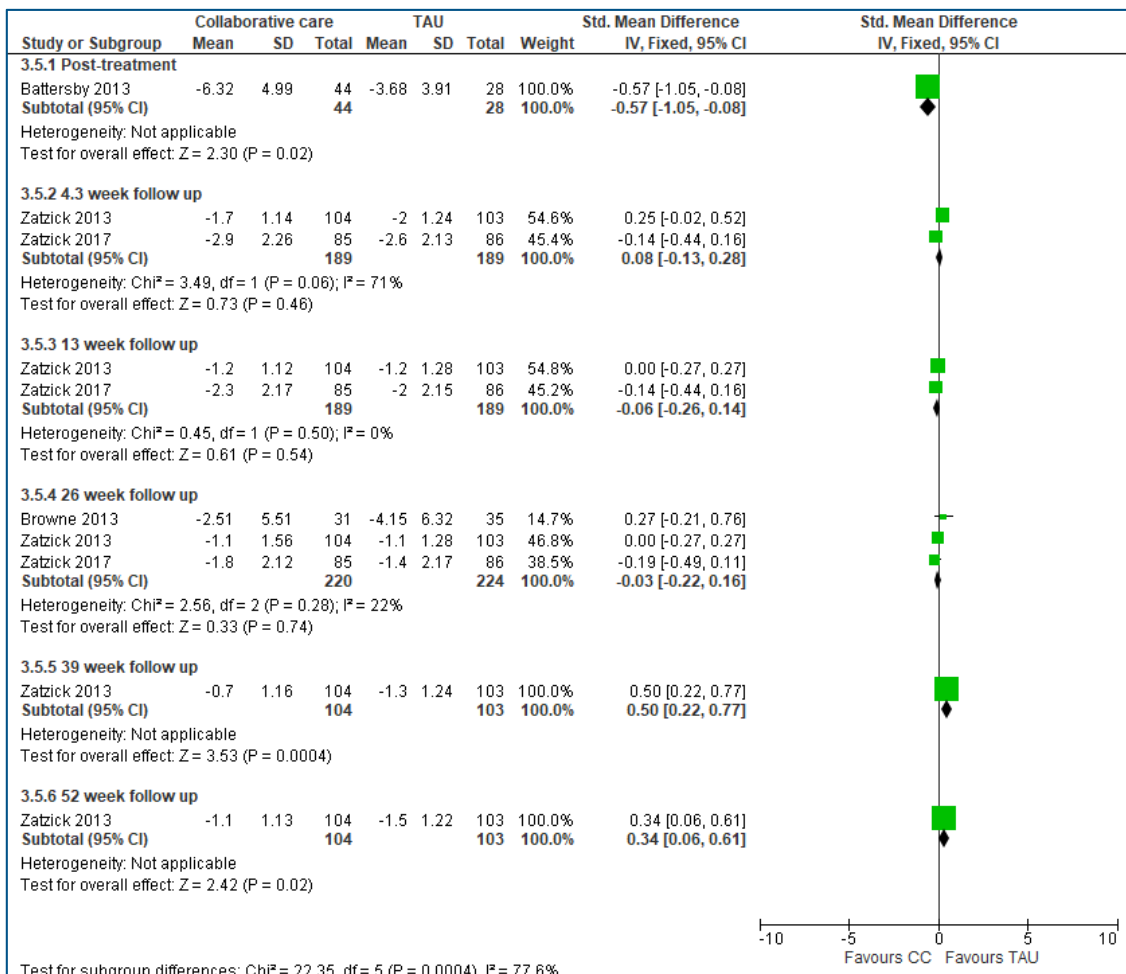 Collaborative care TAU Std. Mean Difference Std. Mean Difference
Study or Subgroup Mean SD Total Mean SD Total Weight IV, Fixed, 95% CI IV, Fixed, 95% CI
3.5.1 Post-treatment
Battersby 2013 -6.32 4.99 44 -3.68 3.91 28 100.0% -0.57 [-1.05, -0.08]
Subtotal (95% CI) 44 28 100.0% -0.57 [-1.05, -0.08]
Heterogeneity: Not applicable
Test for overall effect: Z = 2.30 (P = 0.02)
3.5.2 4.3 week follow up
Zatzick 2013 -1.7 1.14 104 -2 1.24 103 54.6% 0.25 [-0.02, 0.52]
Zatzick 2017 -2.9 2.26 85 -2.6 2.13 86 45.4% -0.14 [-0.44, 0.16]
Subtotal (95% CI) 189 189 100.0% 0.08 [-0.13, 0.28]
Heterogeneity: Chi² = 3.49, df = 1 (P = 0.06); I² = 71%
Test for overall effect: Z = 0.73 (P = 0.46)
3.5.3 13 week follow up
Zatzick 2013 -1.2 1.12 104 -1.2 1.28 103 54.8% 0.00 [-0.27, 0.27]
Zatzick 2017 -2.3 2.17 85 -2 2.15 86 45.2% -0.14 [-0.44, 0.16]
Subtotal (95% CI) 189 189 100.0% -0.06 [-0.26, 0.14]
Heterogeneity: Chi² = 0.45, df = 1 (P = 0.50); I² = 0%
Test for overall effect: Z = 0.61 (P = 0.54)
3.5.4 26 week follow up
Browne 2013 -2.51 5.51 31 -4.15 6.32 35 14.7% 0.27 [-0.21, 0.76]
Zatzick 2013 -1.1 1.56 104 -1.1 1.28 103 46.8% 0.00 [-0.27, 0.27]
Zatzick 2017 -1.8 2.12 85 -1.4 2.17 86 38.5% -0.19 [-0.49, 0.11]
Subtotal (95% CI) 220 224 100.0% -0.03 [-0.22, 0.16]
Heterogeneity: Chi² = 2.56, df = 2 (P = 0.28); I² = 22%
Test for overall effect: Z = 0.33 (P = 0.74)
3.5.5 39 week follow up
Zatzick 2013 -0.7 1.16 104 -1.3 1.24 103 100.0% 0.50 [0.22, 0.77]
Subtotal (95% CI) 104 103 100.0% 0.50 [0.22, 0.77]
Heterogeneity: Not applicable
Test for overall effect: Z = 3.53 (P = 0.0004)
3.5.6 52 week follow up
Zatzick 2013 -1.1 1.13 104 -1.5 1.22 103 100.0% 0.34 [0.06, 0.61]
Subtotal (95% CI) 104 103 100.0% 0.34 [0.06, 0.61]
Heterogeneity: Not applicable
Test for overall effect: Z = 2.42 (P = 0.02)
-10 -5 0 5 10
Favours CC Favours TAU
Test for subgroup differences: Chi² = 22.35, df = 5 (P = 0.0004), I² = 77.6%